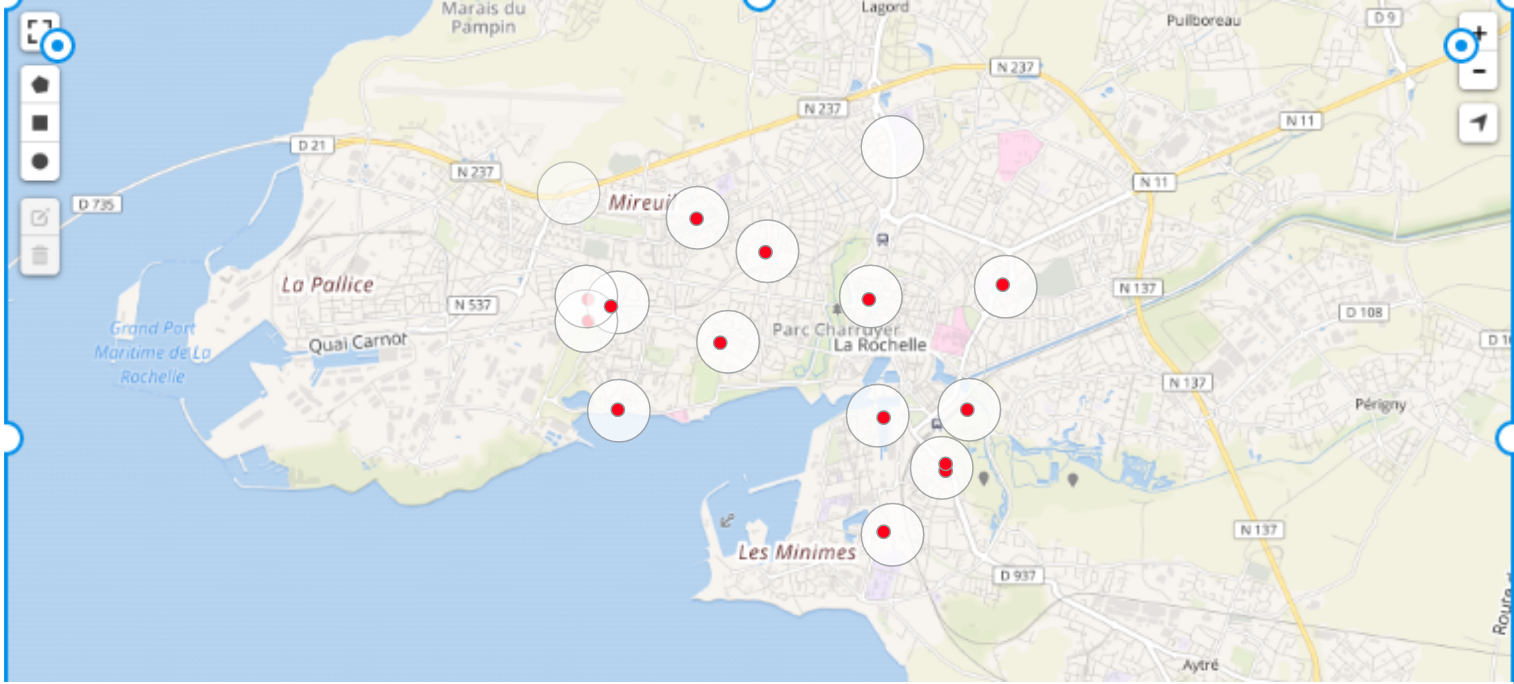 Marais du
Pampin
Lagord
Puilboreau
D 9
+
−
N 237
N 237
N 11
D 21
N 237
N 11
D 735
Mireui
La Pallice
N 537
N 137
D 108
Grand Port
Maritime de La
Rochelle
Quai Carnot
Parc Charruyer
La Rochelle
D 1
N 137
Périgny
N 137
Les Minimes
D 937
Route
Aytré